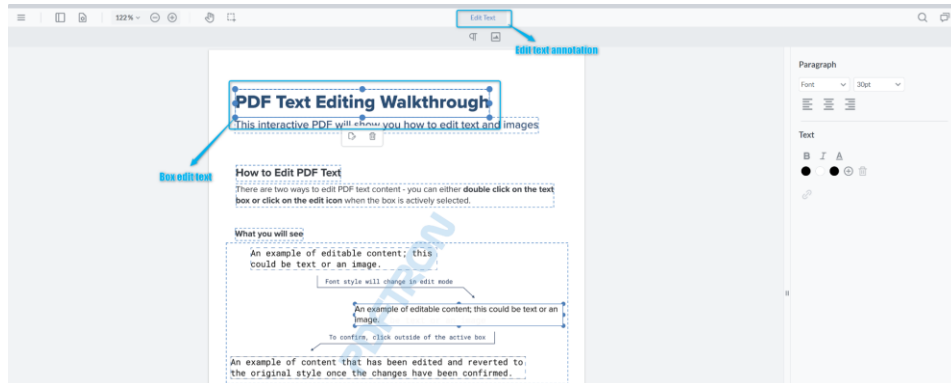 122%
Edit Text
Edit text annotation
PDF Text Editing Walkthrough
This interactive PDF will show you how to edit text and images
Box edit text
How to Edit PDF Text
There are two ways to edit PDF text content - you can either double click on the text
box or click on the edit icon when the box is actively selected.
What you will see
An example of editable content; this
could be text or an image.
Font style will change in edit mode
An example of editable content; this could be text or an
image.
To confirm, click outside of the active box
An example of content that has been edited and reverted to
the original style once the changes have been confirmed.
PDFTRON
Paragraph
Font
30pt
Text
B I A